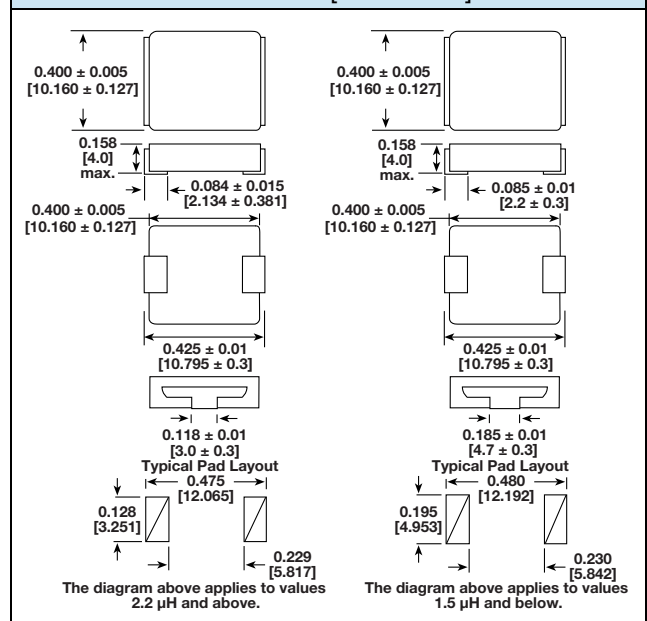 0.400 ± 0.005
[10.160 ± 0.127]
0.158
[4.0]
max.
0.084 ± 0.015
[2.134 ± 0.381]
0.400 ± 0.005
[10.160 ± 0.127]
0.425 ± 0.01
[10.795 ± 0.3]
0.118 ± 0.01
[3.0 ± 0.3]
Typical Pad Layout
0.475
[12.065]
0.128
[3.251]
0.229
[5.817]
The diagram above applies to values
2.2 µH and above.
0.400 ± 0.005
[10.160 ± 0.127]
0.158
[4.0]
max.
0.085 ± 0.01
[2.2 ± 0.3]
0.400 ± 0.005
[10.160 ± 0.127]
0.425 ± 0.01
[10.795 ± 0.3]
0.185 ± 0.01
[4.7 ± 0.3]
Typical Pad Layout
0.480
[12.192]
0.195
[4.953]
0.230
[5.842]
The diagram above applies to values
1.5 µH and below.